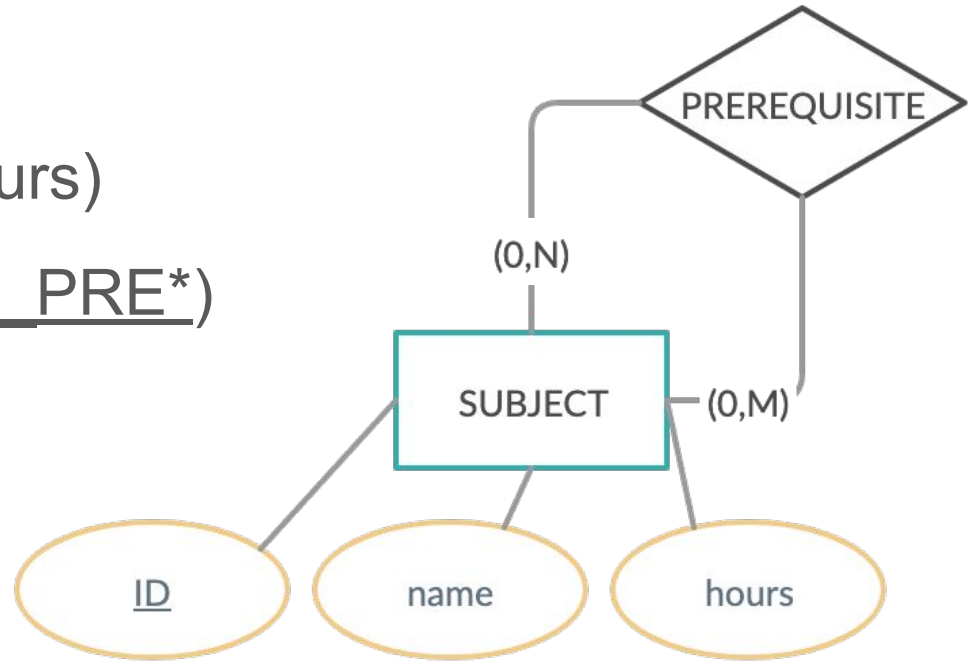 PREREQUISITE
urs)
(0,N)
_PRE*)
SUBJECT
(0,M)
ID
name
hours